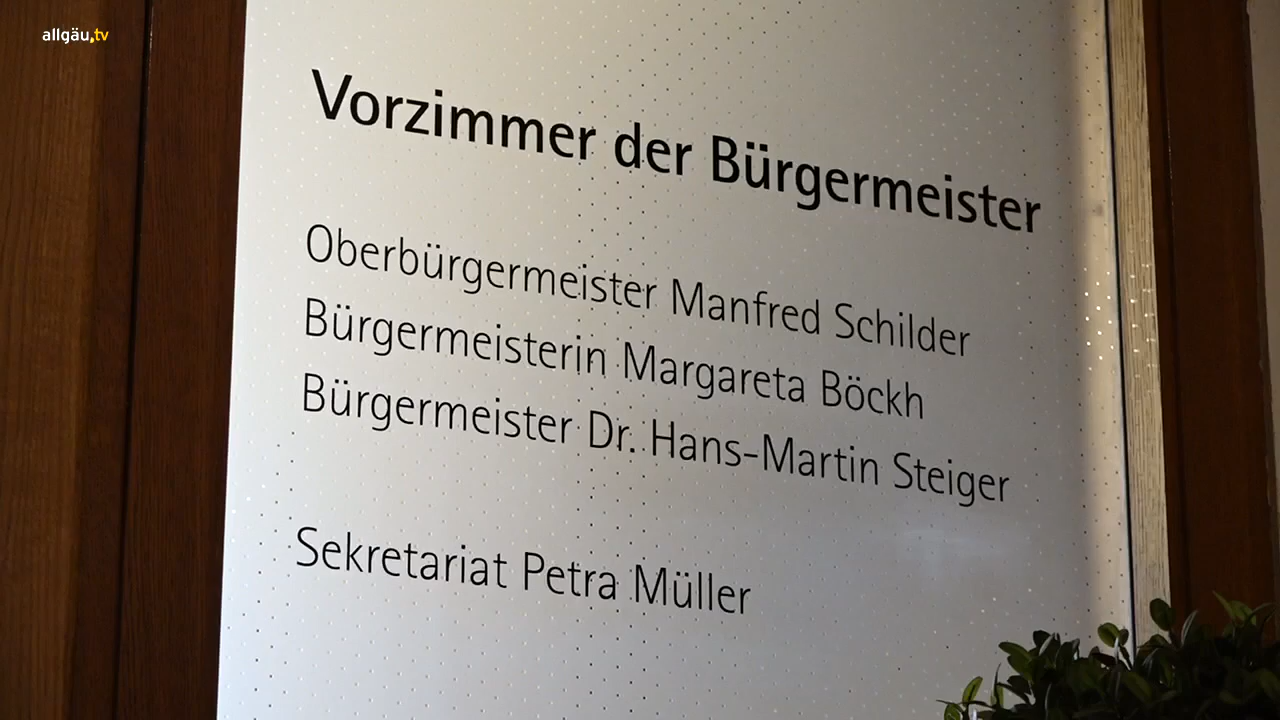 allgäu.tv
Vorzimmer der Bürgermeister
Oberbürgermeister Manfred Schilder
Bürgermeisterin Margareta Böckh
Bürgermeister Dr. Hans-Martin Steiger
Sekretariat Petra Müller